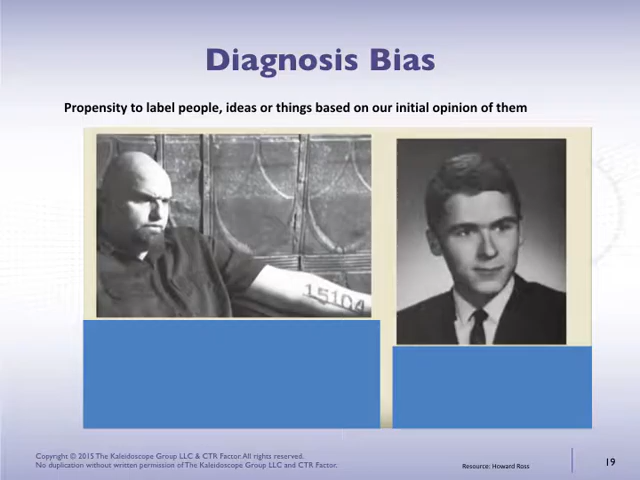 Diagnosis Bias
Propensity to label people, ideas or things based on our initial opinion of them
15104
Copyright © 2015 The Kaleidoscope Group LLC & CTR Factor. All rights reserved.
No duplication without written permission of The Kaleidoscope Group LLC and CTR Factor.
Resource: Howard Ross
19